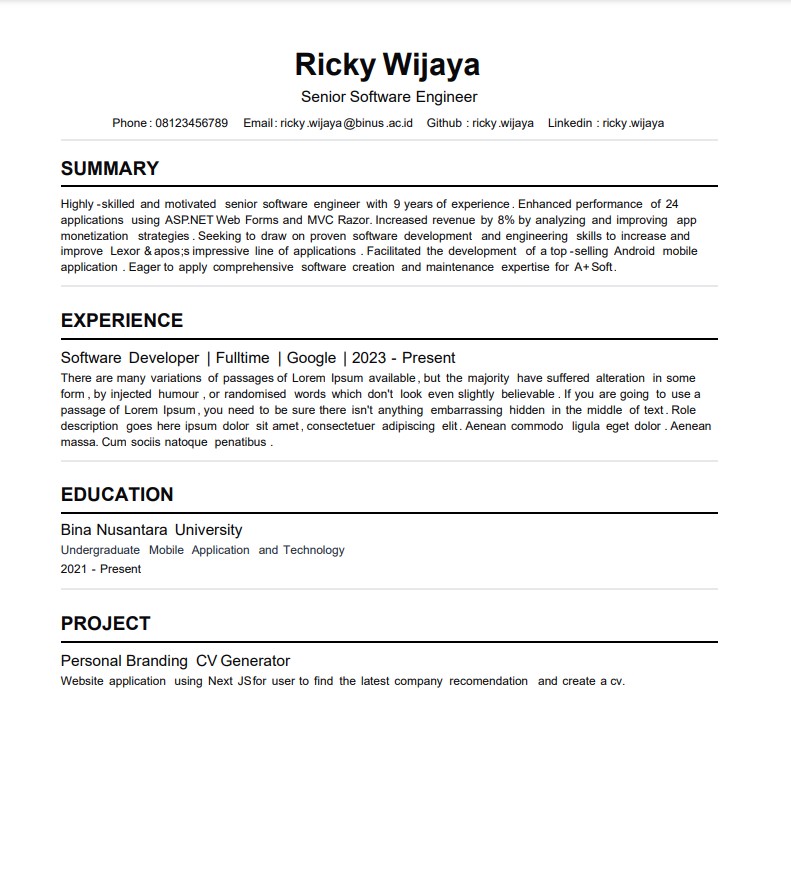 Ricky Wijaya
Senior Software Engineer
Phone : 08123456789 Email : ricky.wijaya@binus.ac.id Github : ricky.wijaya Linkedin : ricky.wijaya
SUMMARY
Highly-skilled and motivated senior software engineer with 9 years of experience. Enhanced performance of 24
applications using ASP.NET Web Forms and MVC Razor. Increased revenue by 8% by analyzing and improving app
monetization strategies. Seeking to draw on proven software development and engineering skills to increase and
improve Lexor &apos;s impressive line of applications. Facilitated the development of a top-selling Android mobile
application. Eager to apply comprehensive software creation and maintenance expertise for A+Soft.
EXPERIENCE
Software Developer | Fulltime | Google | 2023 - Present
There are many variations of passages of Lorem Ipsum available, but the majority have suffered alteration in some
form, by injected humour, or randomised words which don't look even slightly believable. If you are going to use a
passage of Lorem Ipsum, you need to be sure there isn't anything embarrassing hidden in the middle of text. Role
description goes here ipsum dolor sit amet, consectetuer adipiscing elit. Aenean commodo ligula eget dolor. Aenean
massa. Cum sociis natoque penatibus.
EDUCATION
Bina Nusantara University
Undergraduate Mobile Application and Technology
2021 - Present
PROJECT
Personal Branding CV Generator
Website application using Next JS for user to find the latest company recomendation and create a cv.